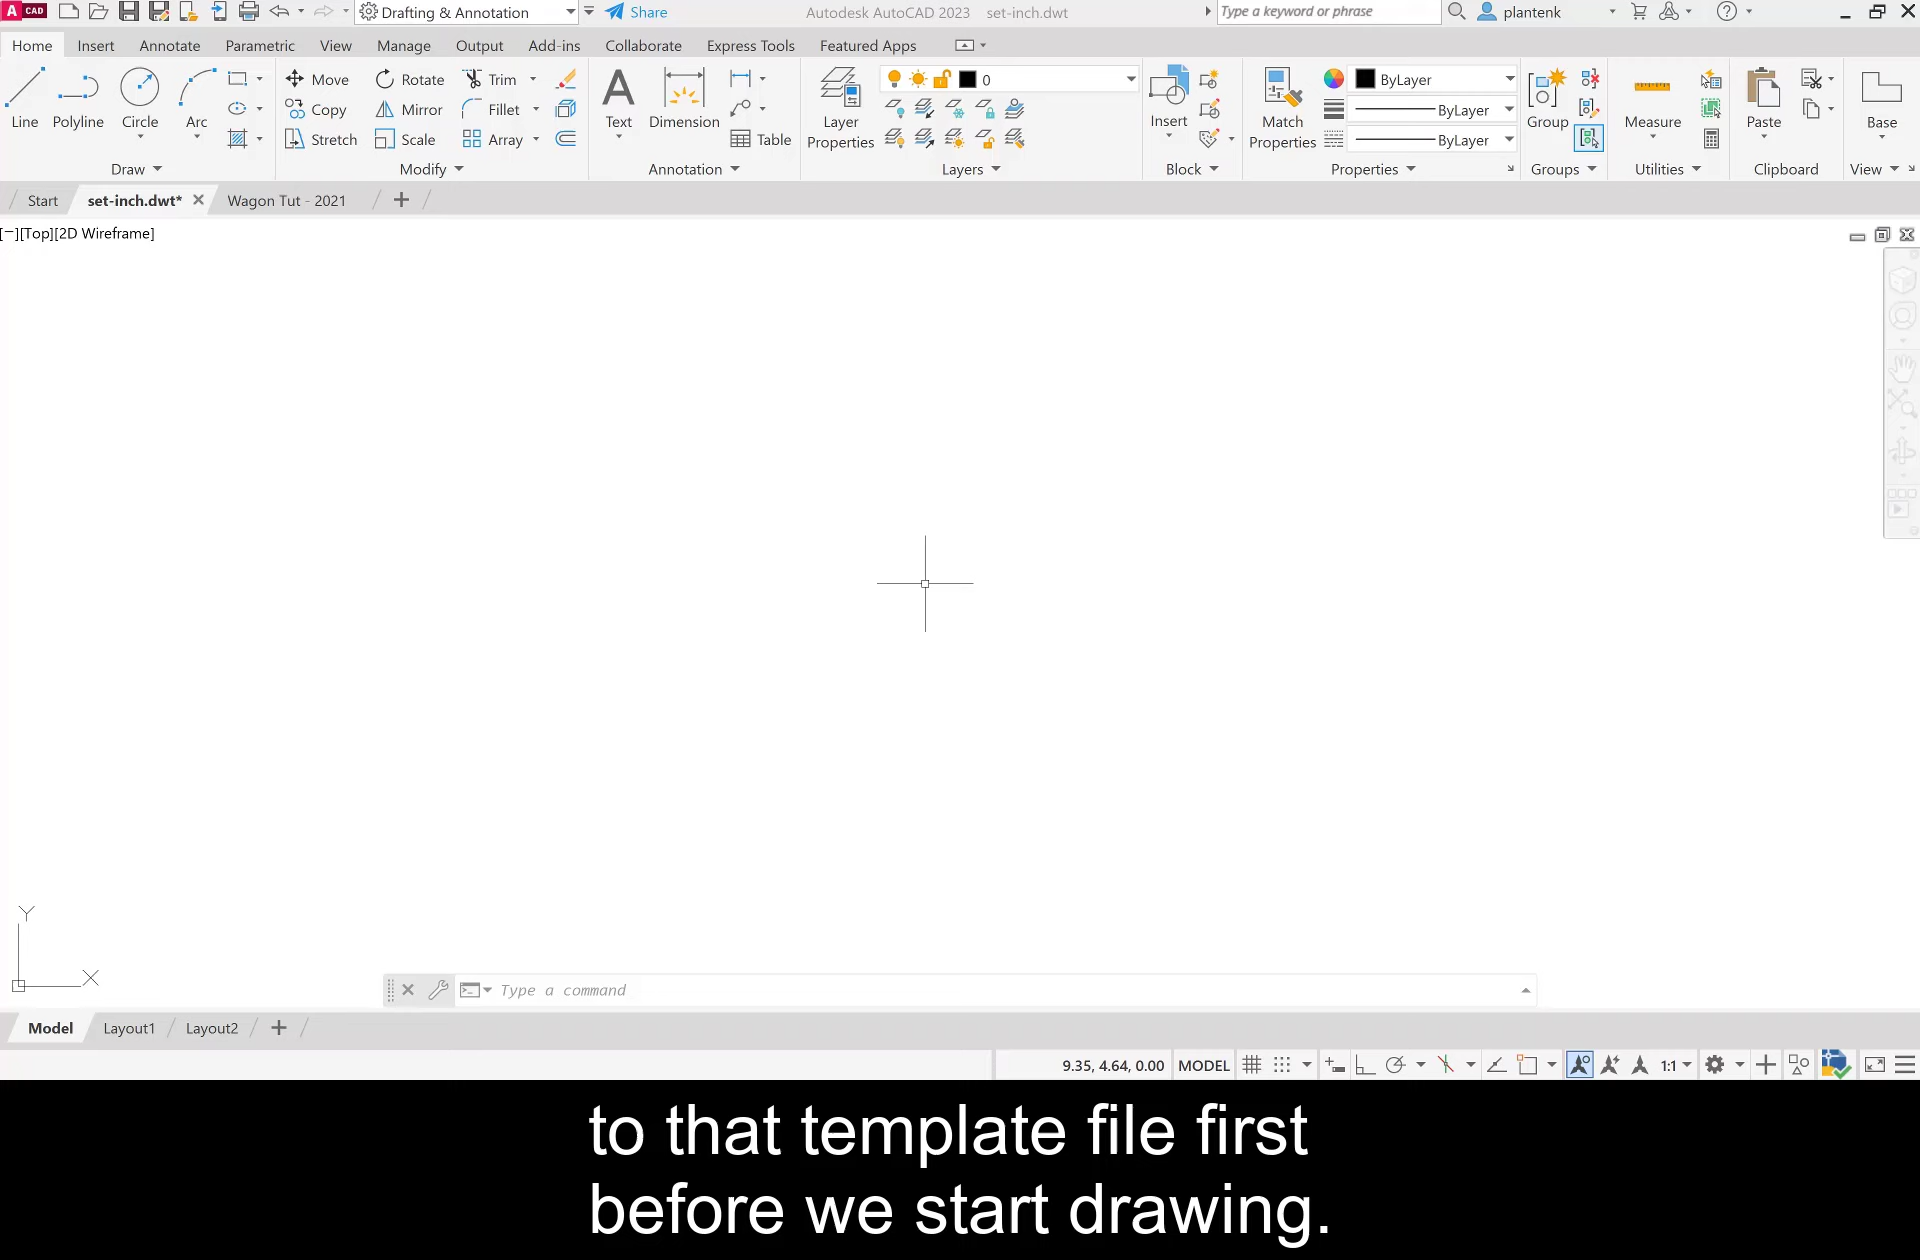 A CAD Drafting & Annotation Share Autodesk AutoCAD 2023 set-inch.dwt Type a keyword or phrase plantenk
Home Insert Annotate Parametric View Manage Output Add-ins Collaborate Express Tools Featured Apps
Move Rotate Trim 0 ByLayer
Line Polyline Circle Arc Copy Mirror Fillet Text Dimension Layer Insert Match ByLayer Group Measure Paste Base
Stretch Scale Array Table Properties Properties ByLayer
Draw Modify Annotation Layers Block Properties Groups Utilities Clipboard View
Start set-inch.dwt* Wagon Tut - 2021
[−][Top][2D Wireframe]
Y
X
Type a command
Model Layout1 Layout2
9.35, 4.64, 0.00 MODEL 1:1
to that template file first
before we start drawing.